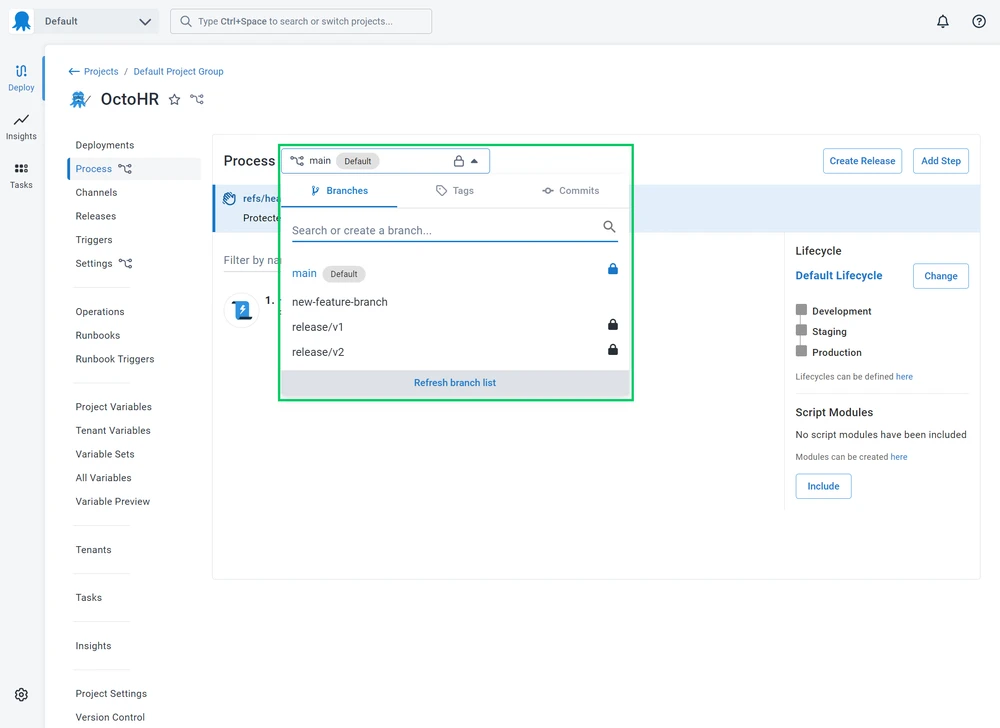 Default
Type Ctrl+Space to search or switch projects...
Deploy
Insights
Tasks
Projects / Default Project Group
OctoHR
Deployments
Process
Channels
Releases
Triggers
Settings
Operations
Runbooks
Runbook Triggers
Project Variables
Tenant Variables
Variable Sets
All Variables
Variable Preview
Tenants
Tasks
Insights
Project Settings
Version Control
Process
main Default
Create Release
Add Step
Branches
Tags
Commits
Search or create a branch...
main Default
new-feature-branch
release/v1
release/v2
Refresh branch list
refs/hea
Protecte
Filter by na
1.
Lifecycle
Default Lifecycle
Change
Development
Staging
Production
Lifecycles can be defined here
Script Modules
No script modules have been included
Modules can be created here
Include